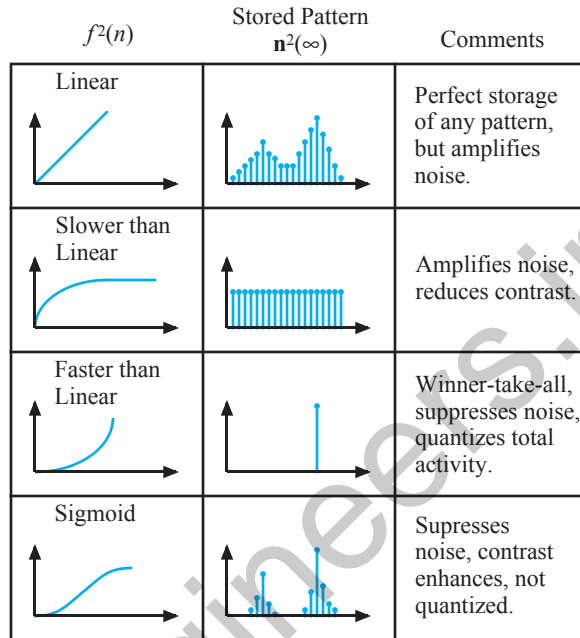 f²(n)
Stored Pattern
n²(∞)
Comments
Linear
Perfect storage
of any pattern,
but amplifies
noise.
Slower than
Linear
Amplifies noise,
reduces contrast.
Faster than
Linear
Winner-take-all,
suppresses noise,
quantizes total
activity.
Sigmoid
Supresses
noise, contrast
enhances, not
quantized.